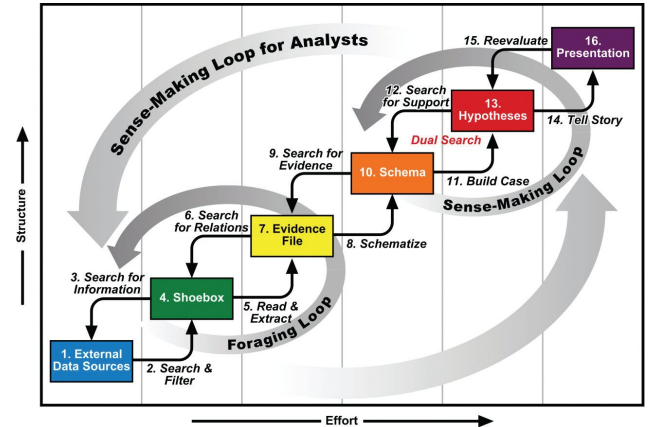 Sense-Making Loop for Analysts
15. Reevaluate
16.
Presentation
12. Search
for Support
13.
Hypotheses
14. Tell Story
Dual Search
9. Search for
Evidence
10. Schema
11. Build Case
Sense-Making Loop
6. Search
for Relations
7. Evidence
File
8. Schematize
3. Search for
Information
4. Shoebox
5. Read &
Extract
Foraging Loop
1. External
Data Sources
2. Search &
Filter
Structure
Effort